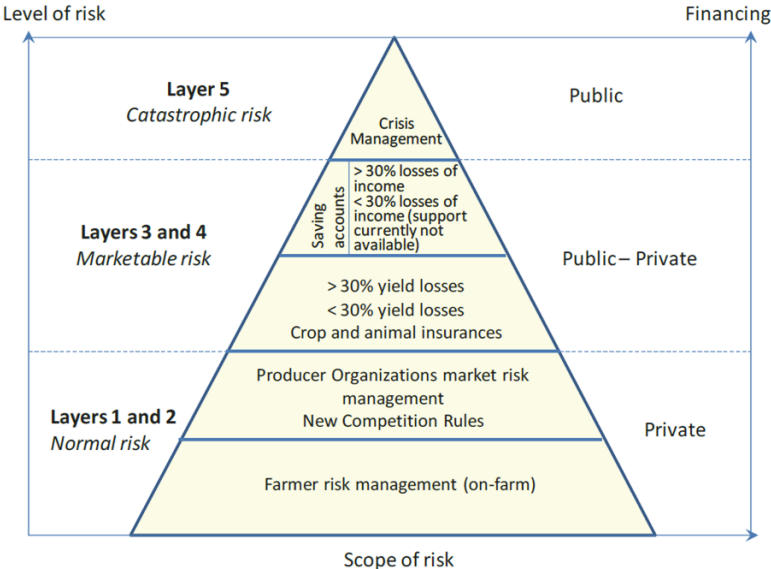 Level of risk
Financing
Layer 5
Catastrophic risk
Public
Crisis
Management
Saving
accounts
> 30% losses of
income
< 30% losses of
income (support
currently not
available)
Layers 3 and 4
Marketable risk
Public – Private
> 30% yield losses
< 30% yield losses
Crop and animal insurances
Producer Organizations market risk
management
New Competition Rules
Layers 1 and 2
Normal risk
Private
Farmer risk management (on-farm)
Scope of risk